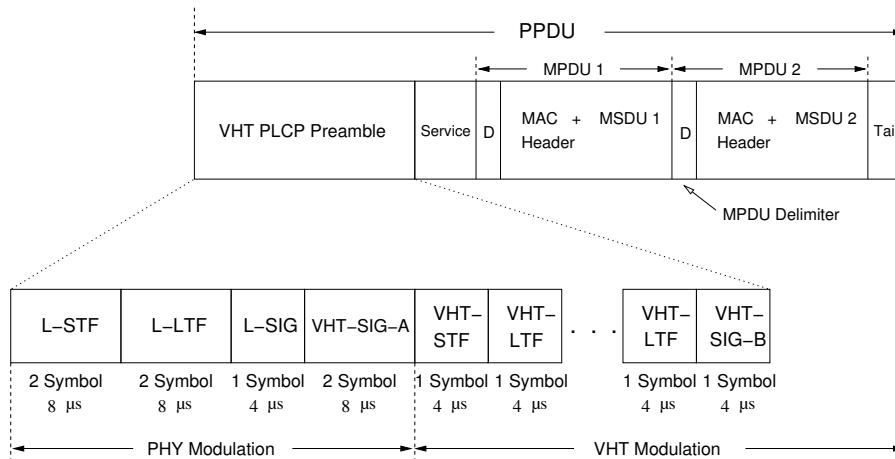 PPDU
MPDU 1 MPDU 2
VHT PLCP Preamble Service D MAC + MSDU 1 D MAC + MSDU 2 Tai
Header Header
MPDU Delimiter
L-STF L-LTF L-SIG VHT-SIG-A VHT- VHT- . . . VHT- VHT-
STF LTF LTF SIG-B
2 Symbol 2 Symbol 1 Symbol 2 Symbol 1 Symbol 1 Symbol 1 Symbol 1 Symbol
8 μs 8 μs 4 μs 8 μs 4 μs 4 μs 4 μs 4 μs
PHY Modulation VHT Modulation